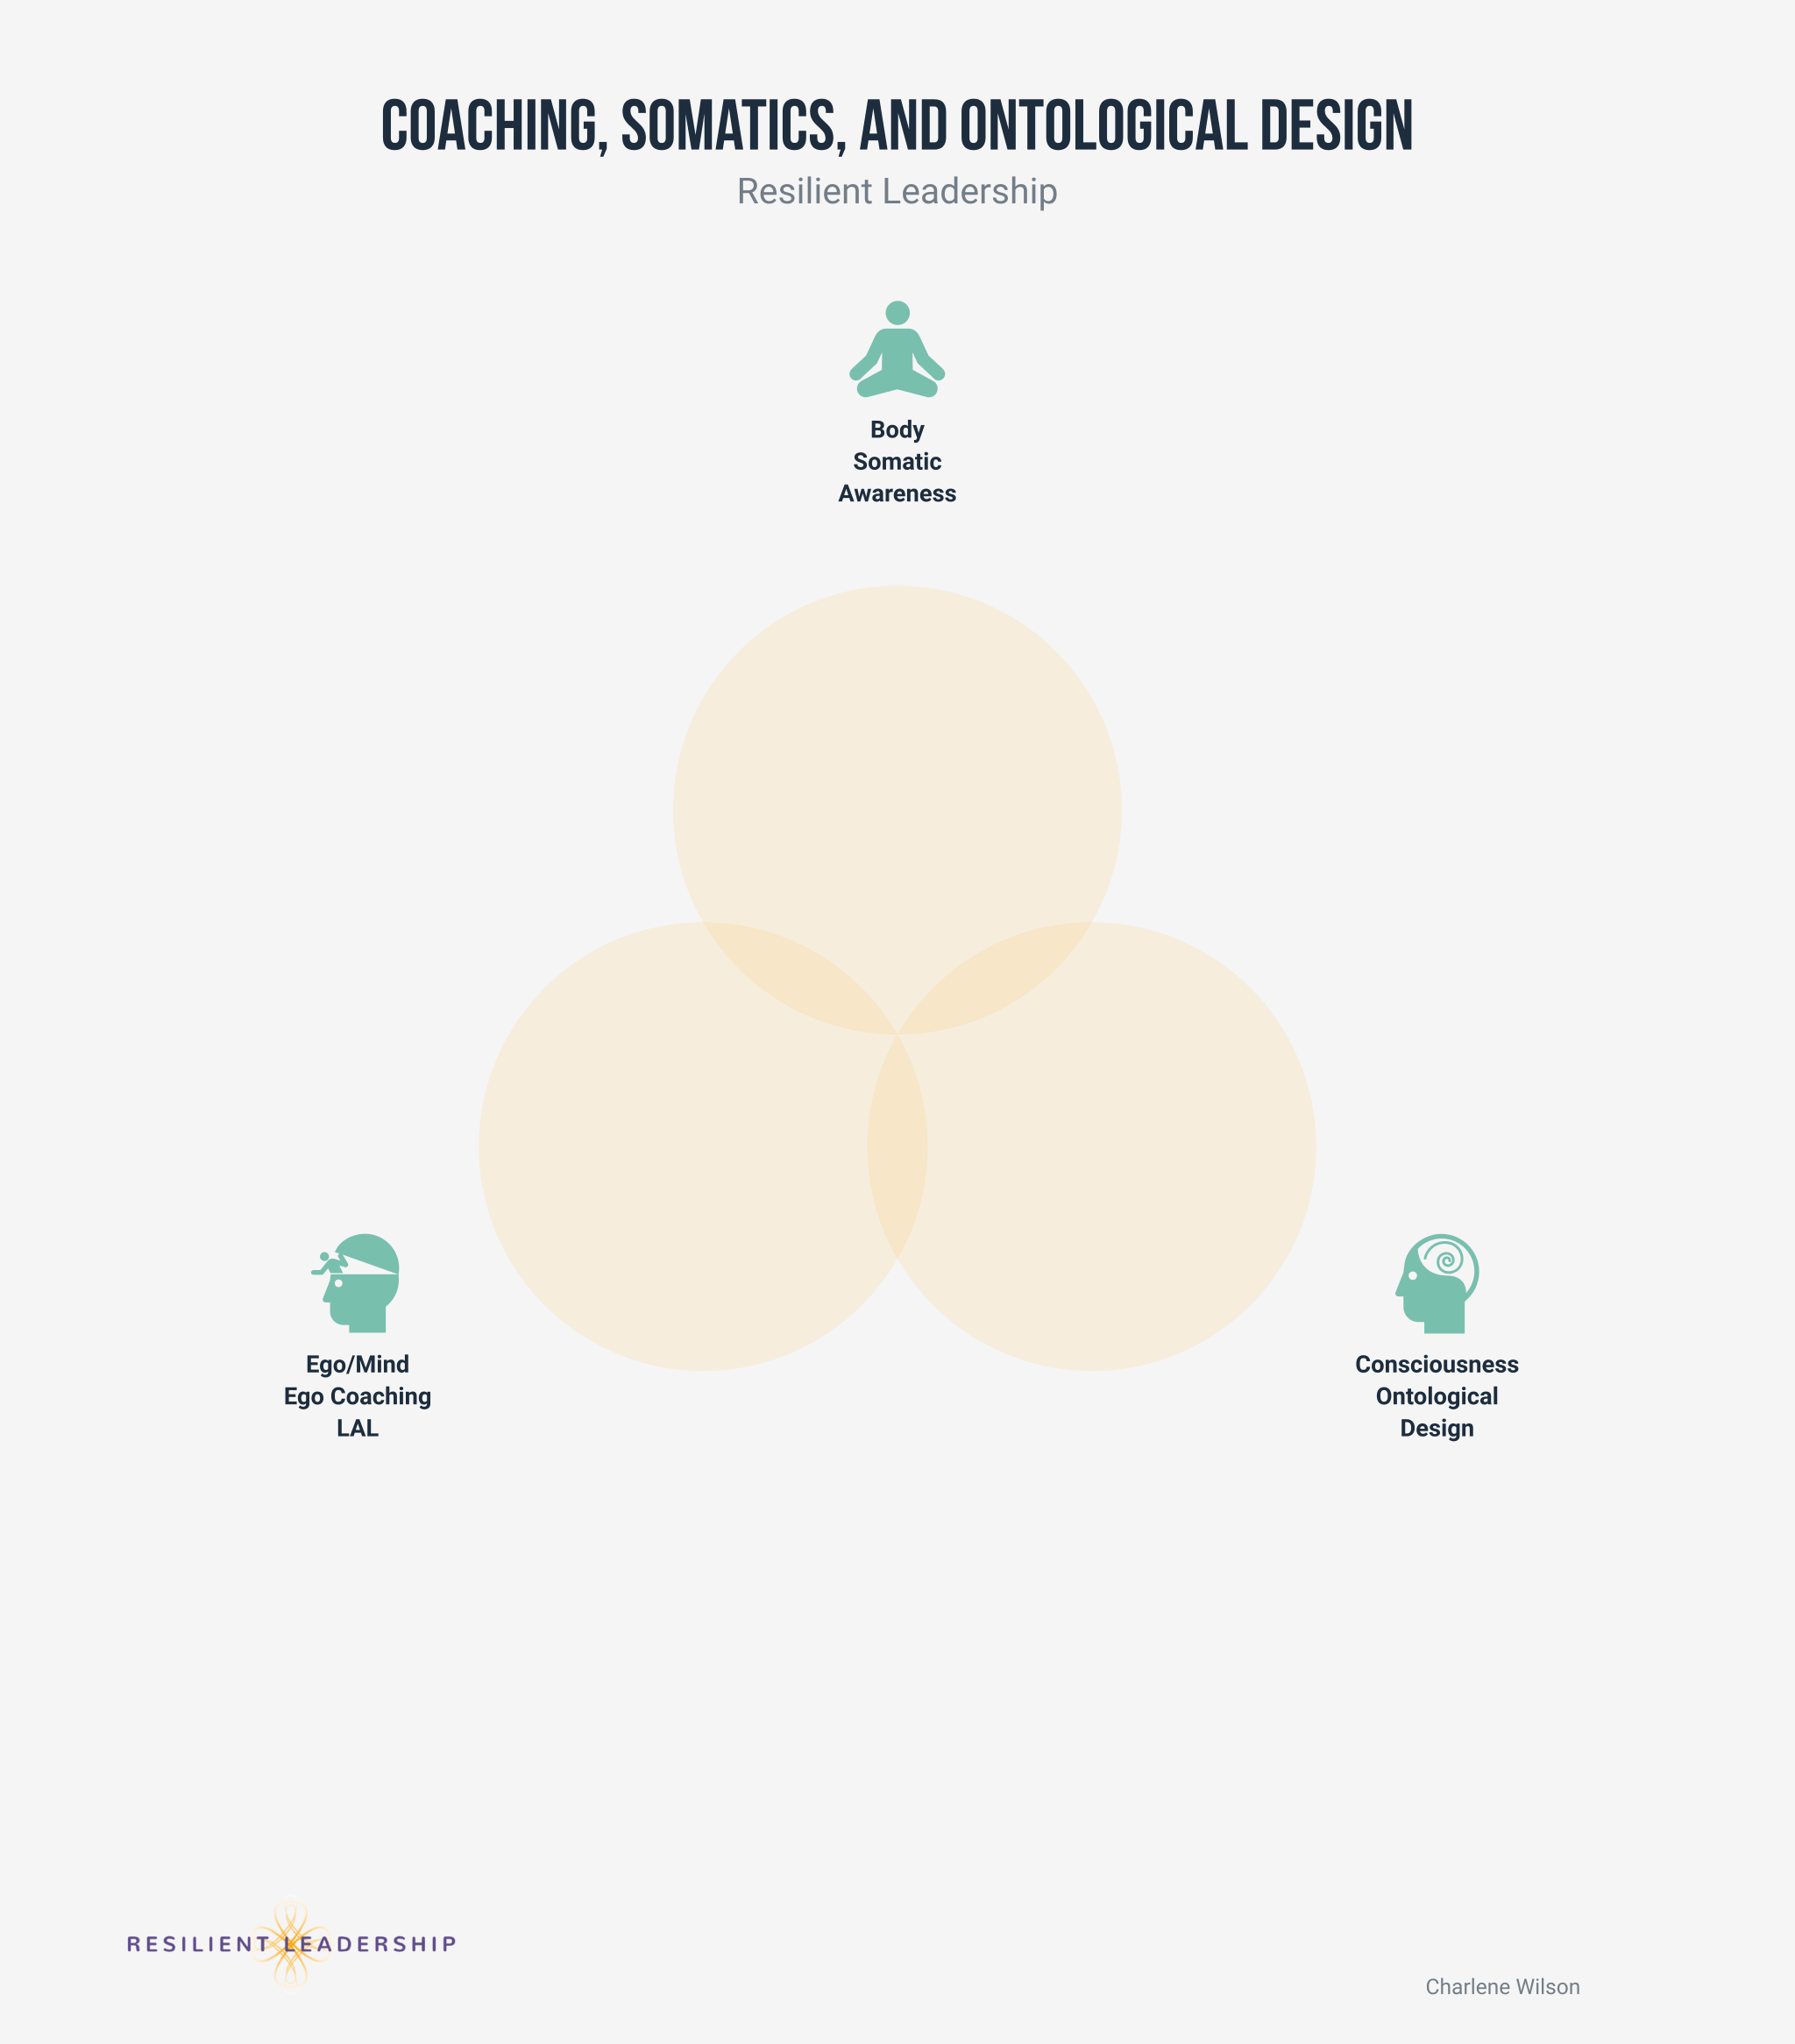 COACHING, SOMATICS, AND ONTOLOGICAL DESIGN
Resilient Leadership
Body
Somatic
Awareness
Ego/Mind
Ego Coaching
LAL
Consciousness
Ontological
Design
RESILIENT LEADERSHIP
Charlene Wilson